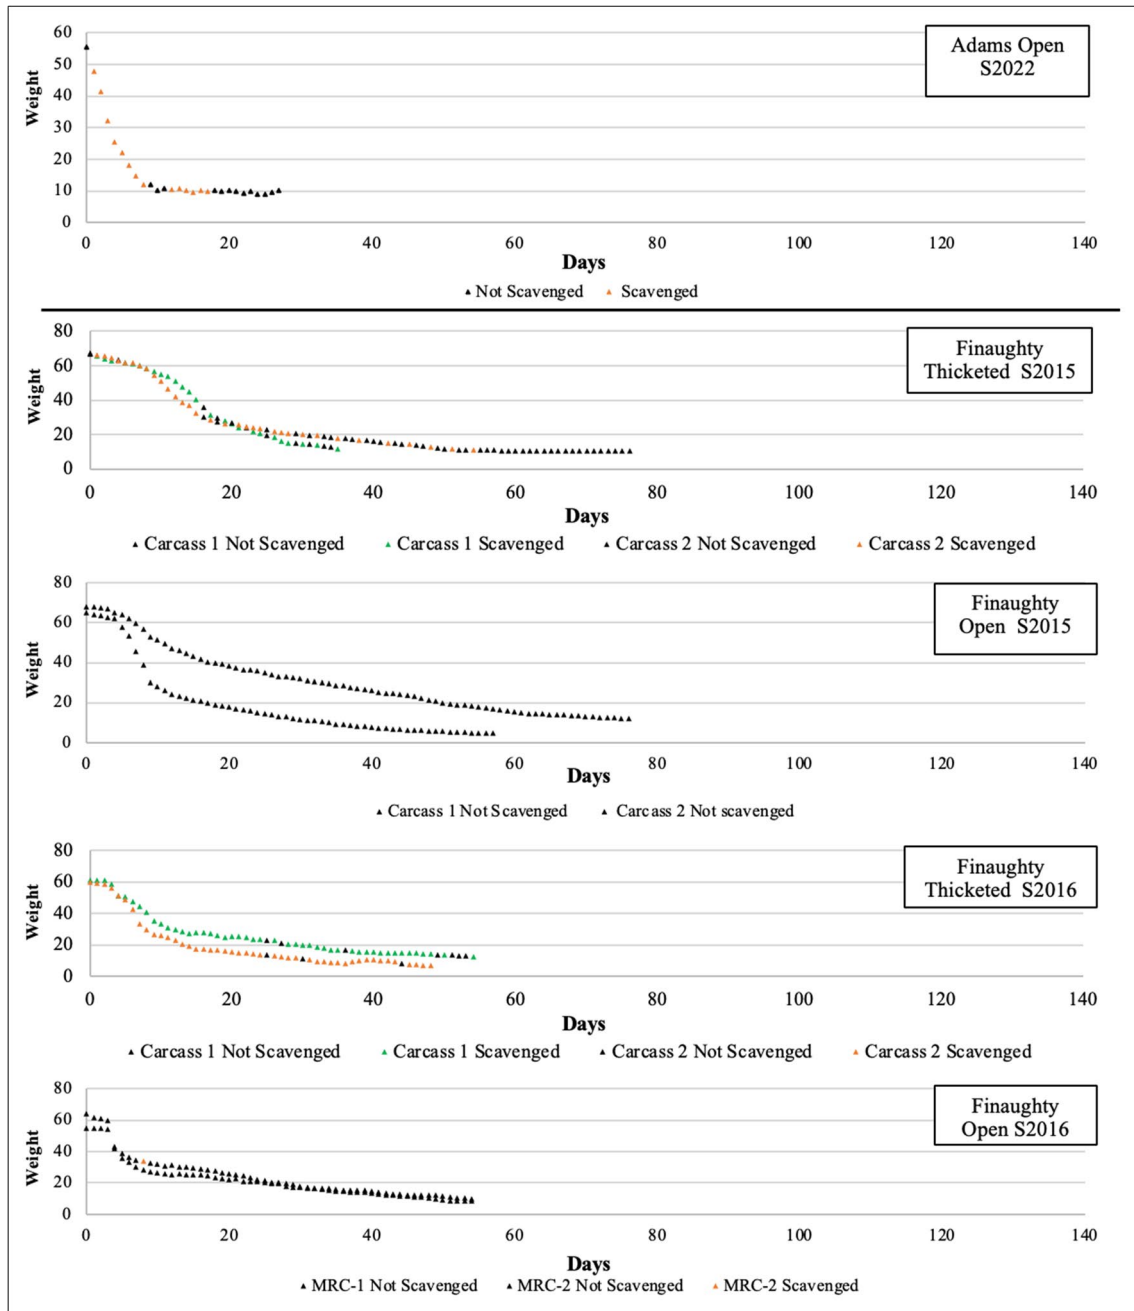 Adams Open
S2022
60
50
40
30
20
10
0
Weight
0 20 40 60 80 100 120 140
Days
Not Scavenged Scavenged
Finaughty
Thicketed S2015
80
60
40
20
0
Weight
0 20 40 60 80 100 120 140
Days
Carcass 1 Not Scavenged Carcass 1 Scavenged Carcass 2 Not Scavenged Carcass 2 Scavenged
Finaughty
Open S2015
80
60
40
20
0
Weight
0 20 40 60 80 100 120 140
Days
Carcass 1 Not Scavenged Carcass 2 Not scavenged
Finaughty
Thicketed S2016
80
60
40
20
0
Weight
0 20 40 60 80 100 120 140
Days
Carcass 1 Not Scavenged Carcass 1 Scavenged Carcass 2 Not Scavenged Carcass 2 Scavenged
Finaughty
Open S2016
80
60
40
20
0
Weight
0 20 40 60 80 100 120 140
Days
MRC-1 Not Scavenged MRC-2 Not Scavenged MRC-2 Scavenged